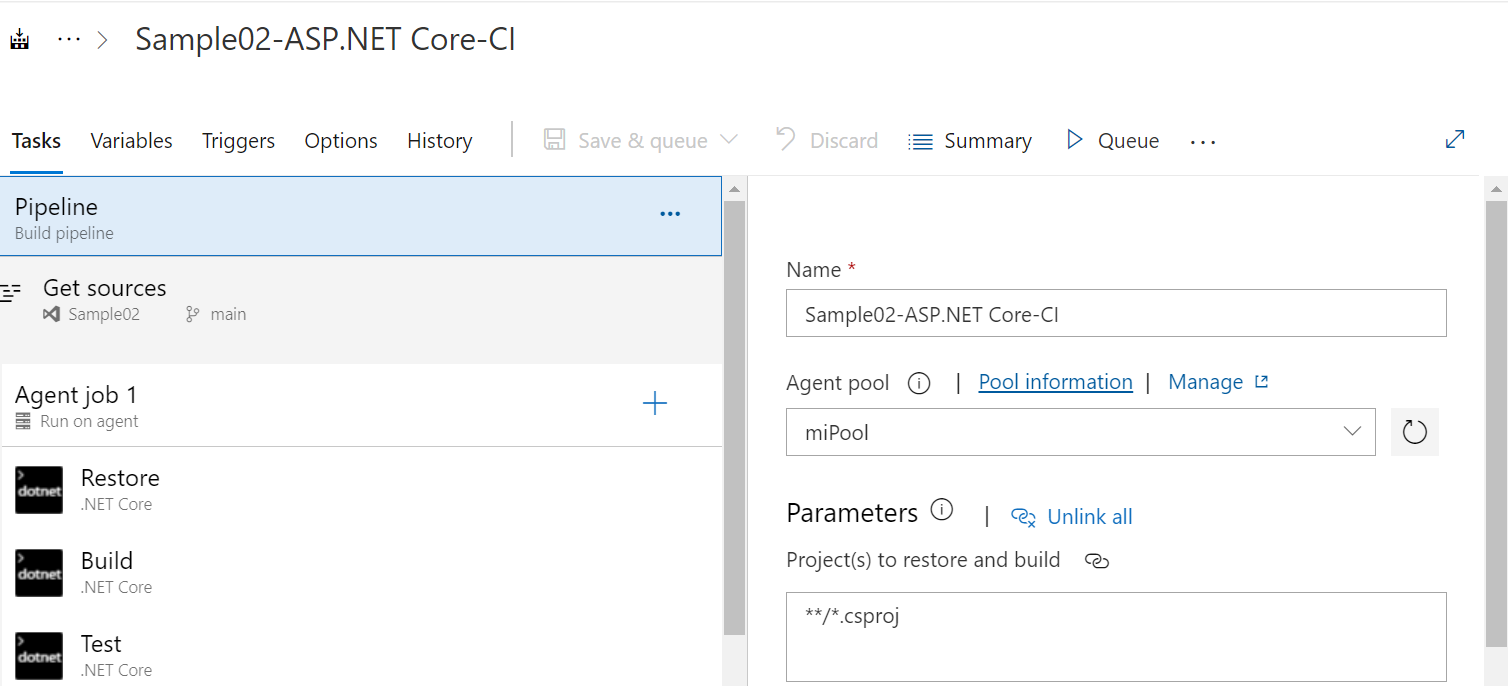 Sample02-ASP.NET Core-CI
Tasks Variables Triggers Options History Save & queue Discard Summary Queue
Pipeline
Build pipeline
Get sources
Sample02 main
Agent job 1
Run on agent
dotnet
Restore
.NET Core
dotnet
Build
.NET Core
dotnet
Test
.NET Core
Name *
Sample02-ASP.NET Core-CI
Agent pool | Pool information | Manage
miPool
Parameters | Unlink all
Project(s) to restore and build
**/*.csproj